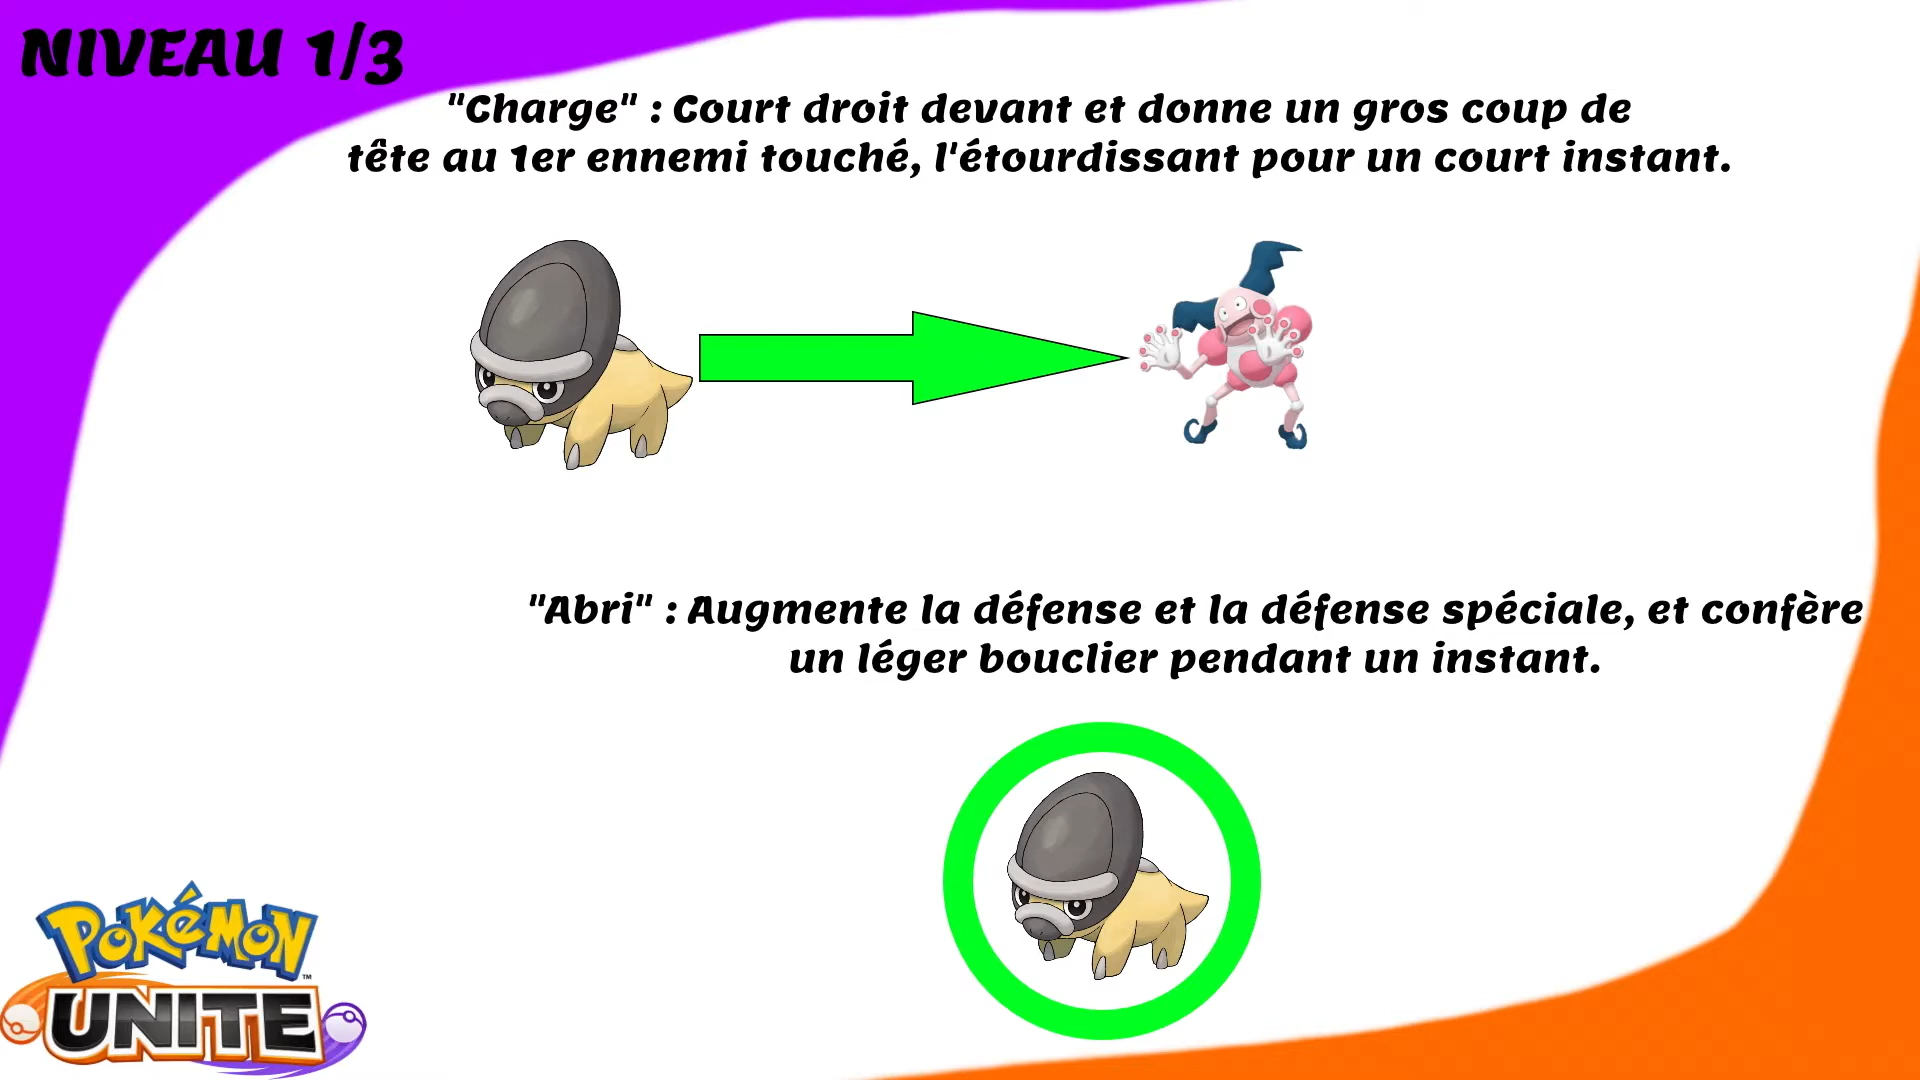 NIVEAU 1/3
"Charge" : Court droit devant et donne un gros coup de
tête au 1er ennemi touché, l'étourdissant pour un court instant.
"Abri" : Augmente la défense et la défense spéciale, et confère
un léger bouclier pendant un instant.
POKéMON
™
UNITE